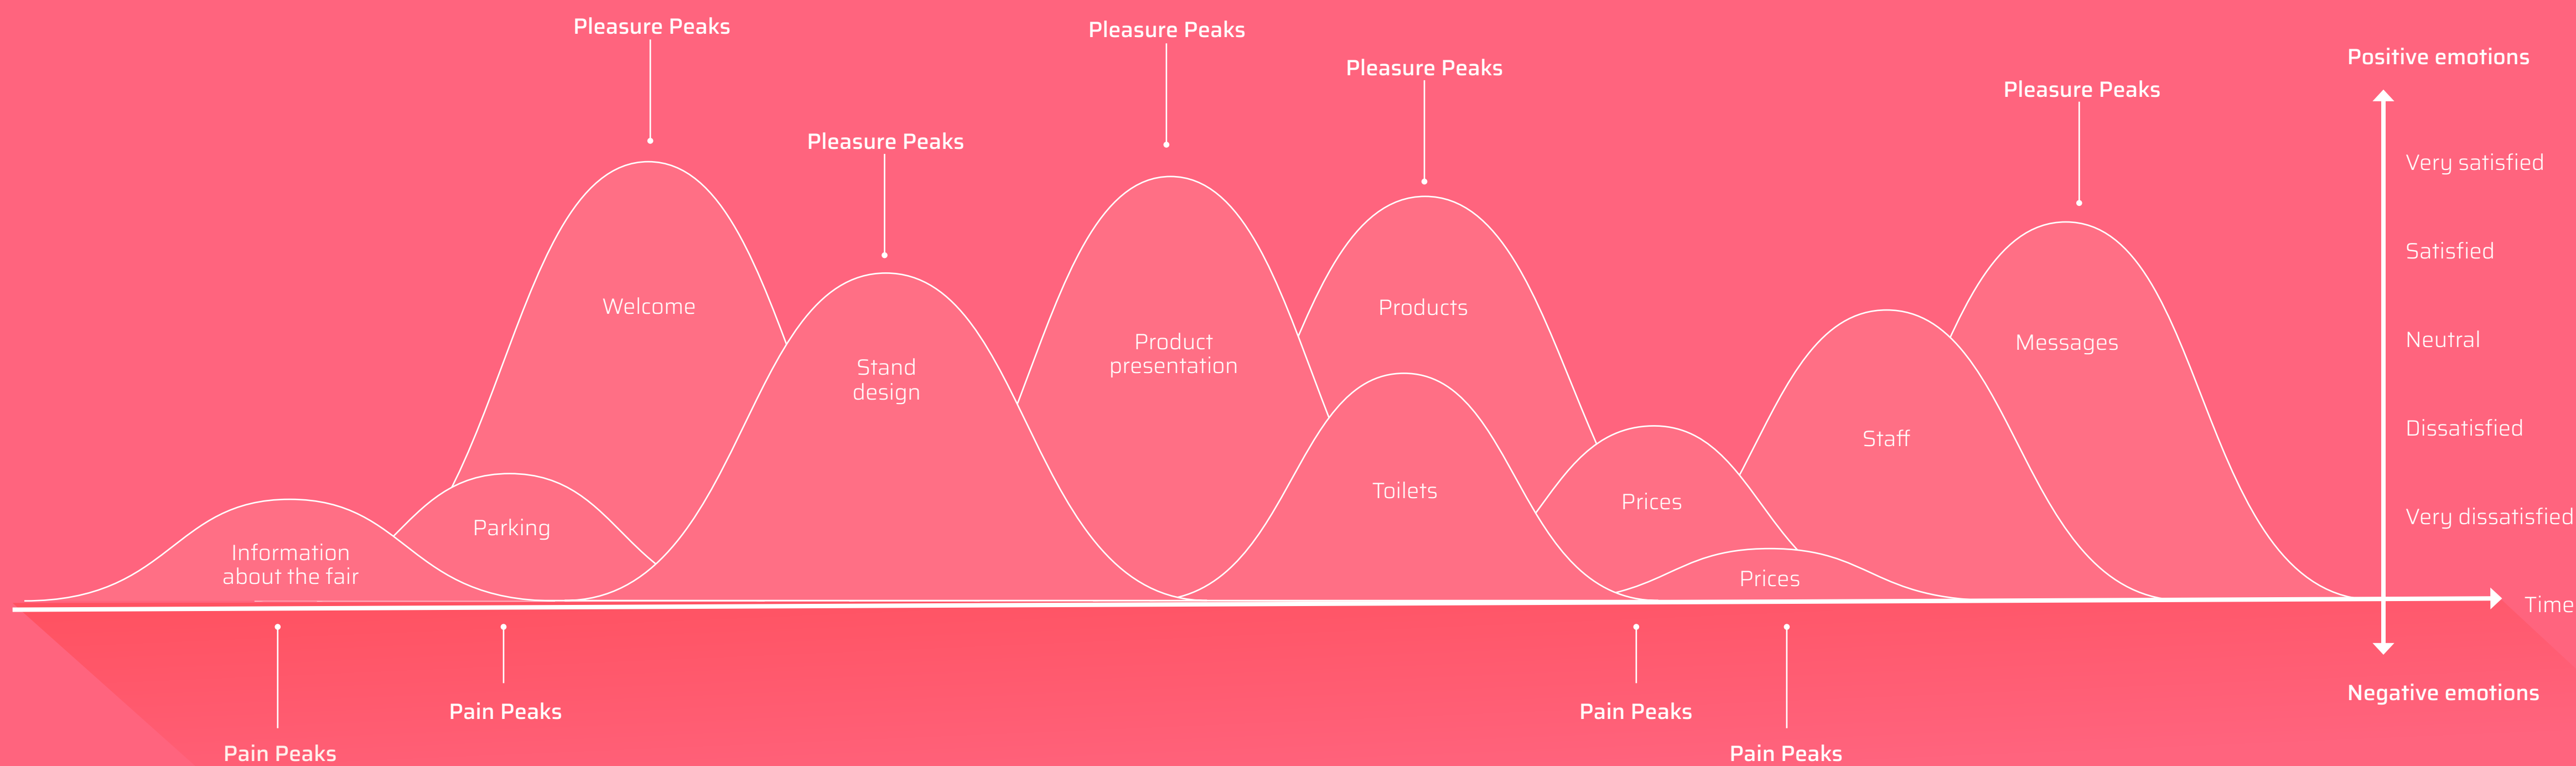 Pleasure Peaks
Pleasure Peaks
Pleasure Peaks
Pleasure Peaks
Pleasure Peaks
Positive emotions
Very satisfied
Satisfied
Neutral
Dissatisfied
Very dissatisfied
Time
Negative emotions
Welcome
Stand
design
Product
presentation
Products
Messages
Staff
Toilets
Prices
Parking
Information
about the fair
Prices
Pain Peaks
Pain Peaks
Pain Peaks
Pain Peaks